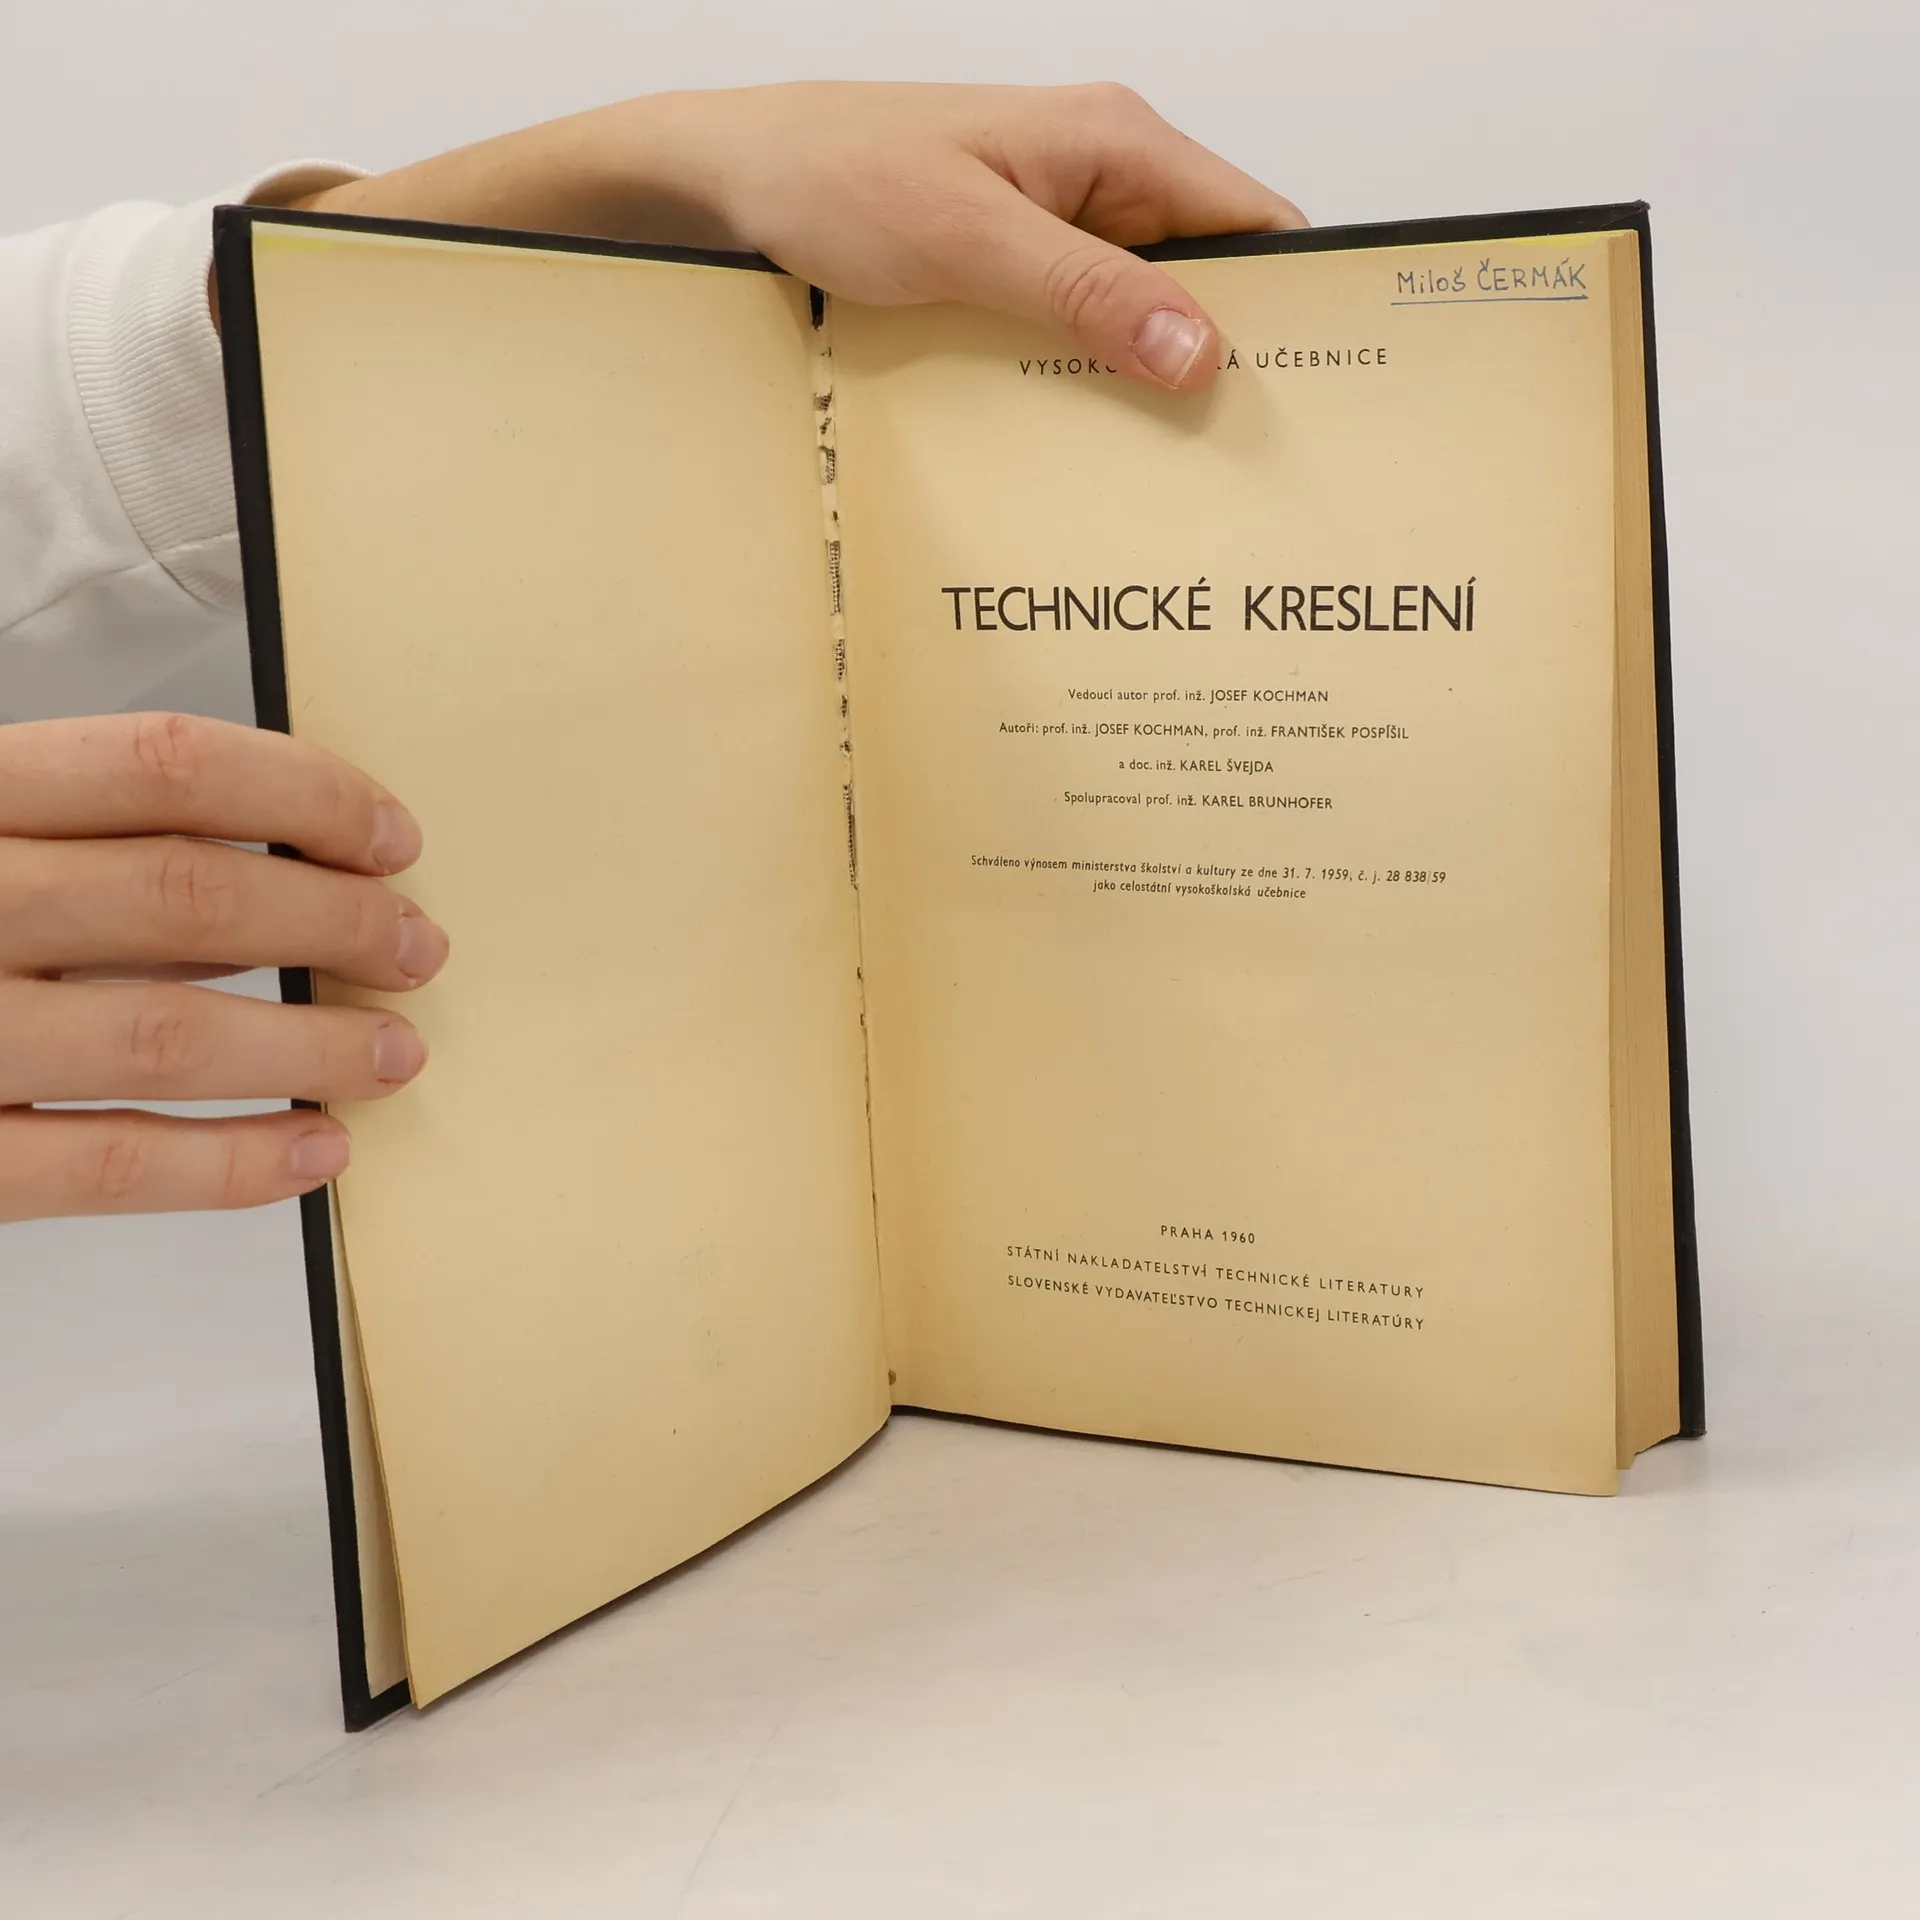 Miloš ČERMÁK
UČEBNICE
TECHNICKÉ KRESLENÍ
Vedoucí autor prof. inž. JOSEF KOCHMAN
Autoři: prof. inž. JOSEF KOCHMAN, prof. inž. FRANTIŠEK POSPÍŠIL
a doc. inž. KAREL ŠVEJDA
Spolupracoval prof. inž. KAREL BRUNHOFER
Schváleno výnosem ministerstva školství a kultury ze dne 31. 7. 1959, č. j. 28 838/59
jako celostátní vysokoškolská učebnice
PRAHA 1960
STÁTNÍ NAKLADATELSTVÍ TECHNICKÉ LITERATURY
SLOVENSKÉ VYDAVATEĽSTVO TECHNICKEJ LITERATÚRY